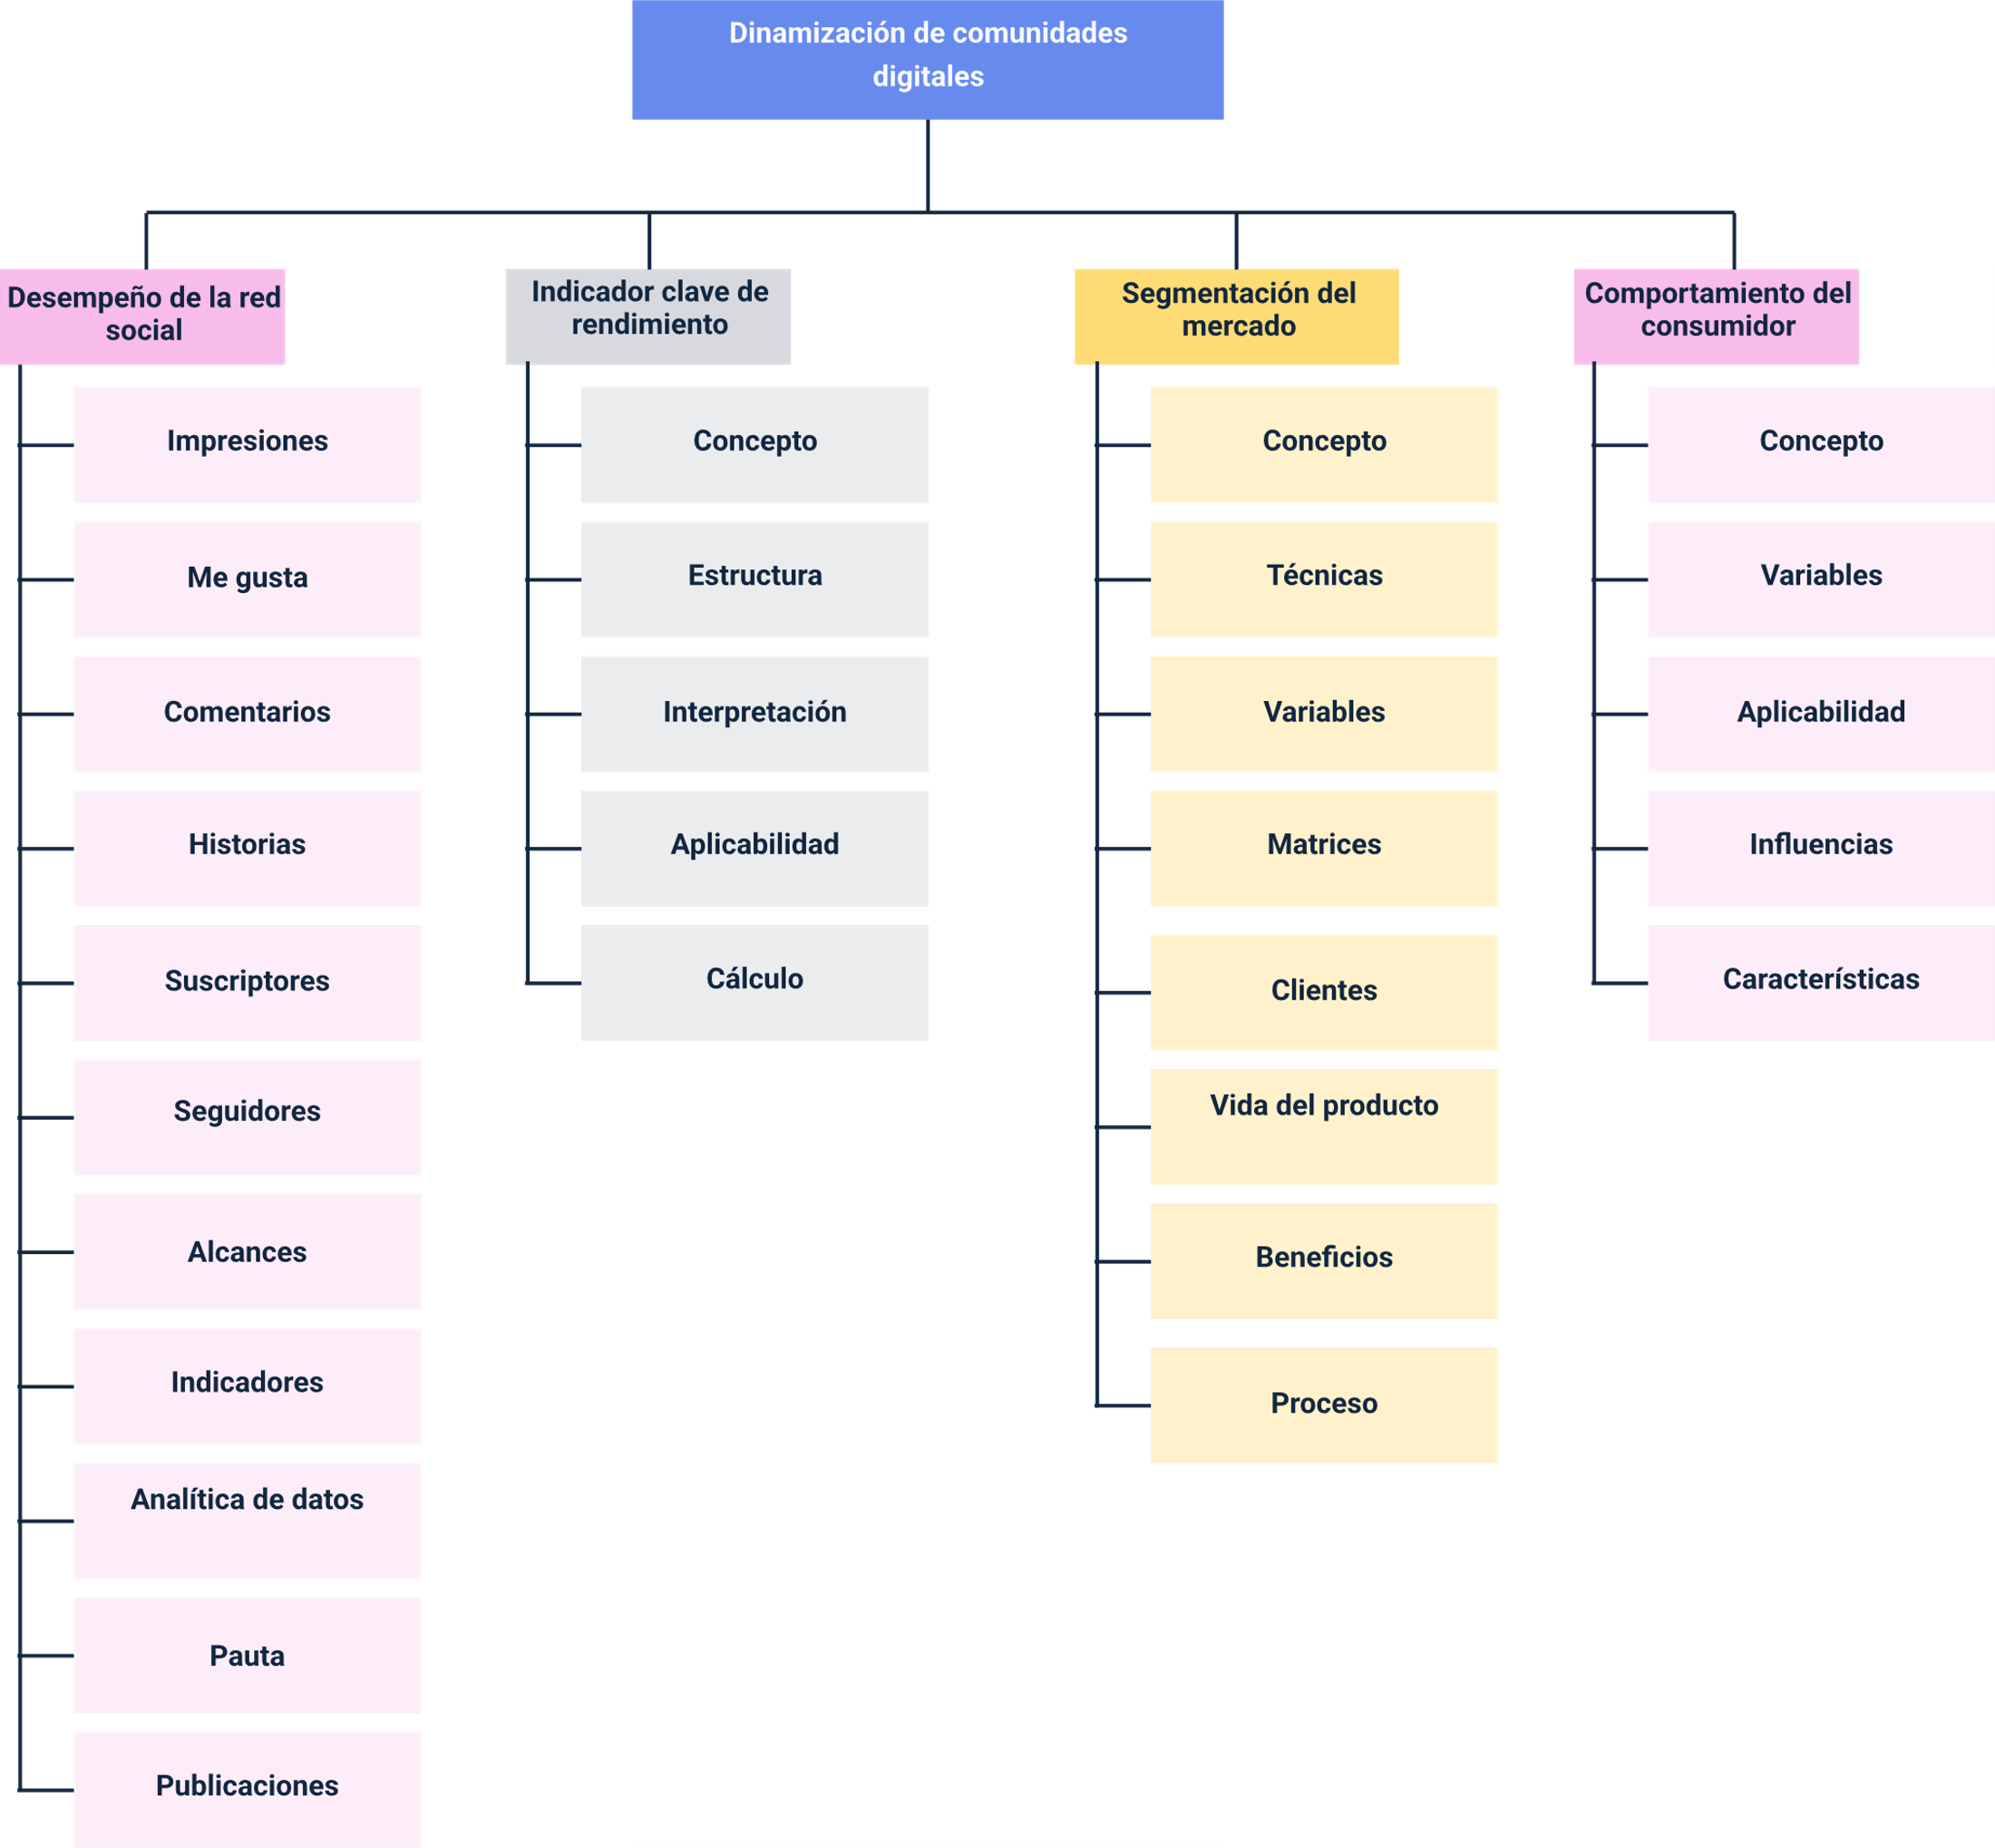 Dinamización de comunidades
digitales
Desempeño de la red
social
Impresiones
Me gusta
Comentarios
Historias
Suscriptores
Seguidores
Alcances
Indicadores
Analítica de datos
Pauta
Publicaciones
Indicador clave de
rendimiento
Concepto
Estructura
Interpretación
Aplicabilidad
Cálculo
Segmentación del
mercado
Concepto
Técnicas
Variables
Matrices
Clientes
Vida del producto
Beneficios
Proceso
Comportamiento del
consumidor
Concepto
Variables
Aplicabilidad
Influencias
Características